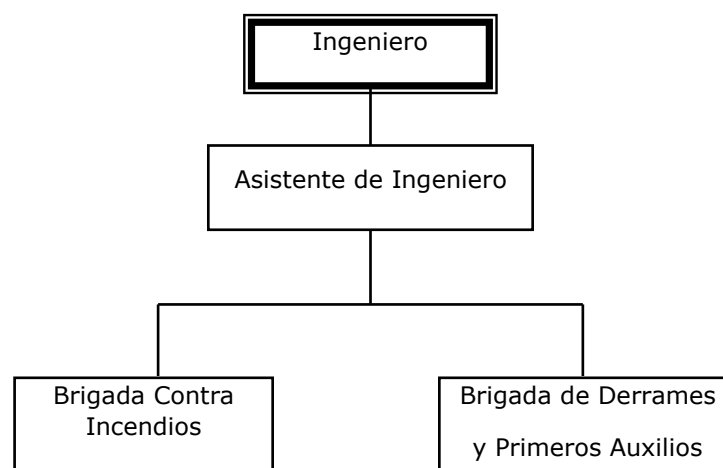 Ingeniero
Asistente de Ingeniero
Brigada Contra
Incendios
Brigada de Derrames
y Primeros Auxilios